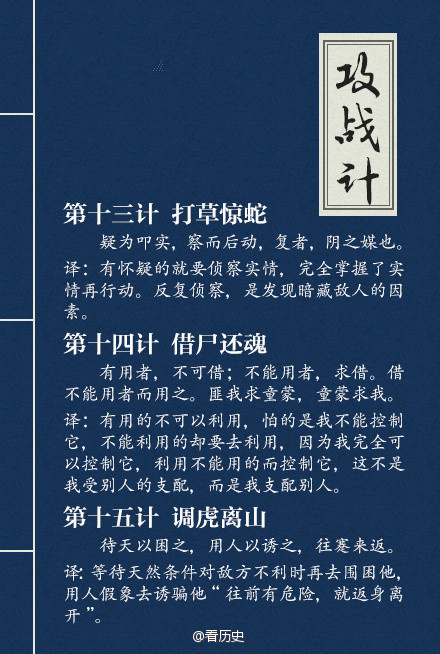 攻战计
第十三计 打草惊蛇
疑为叩实，察而后动，复者，阴之媒也。
译：有怀疑的就要侦察实情，完全掌握了实
情再行动。反复侦察，是发现暗藏敌人的因
素。
第十四计 借尸还魂
有用者，不可借；不能用者，求借。借
不能用者而用之。匪我求童蒙，童蒙求我。
译：有用的不可以利用，怕的是我不能控制
它，不能利用的却要去利用，因为我完全可
以控制它，利用不能用的而控制它，这不是
我受别人的支配，而是我支配别人。
第十五计 调虎离山
待天以困之，用人以诱之，往蹇来返。
译：等待天然条件对敌方不利时再去围困他，
用人假象去诱骗他“往前有危险，就返身离
开”。
@看历史